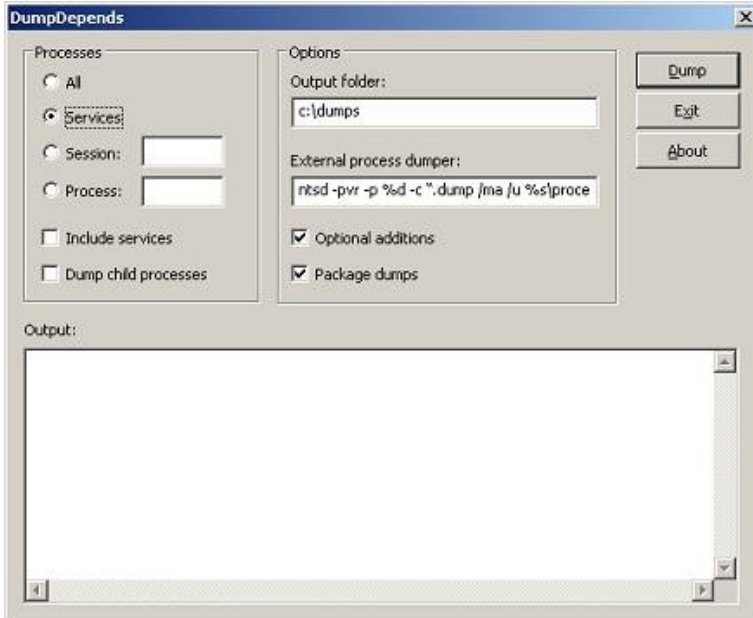 DumpDepends
Processes
All
Services
Session:
Process:
Include services
Dump child processes
Options
Output folder:
c:\dumps
External process dumper:
ntsd -pvr -p %d -c ".dump /ma /u %s\proce
Optional additions
Package dumps
Dump
Exit
About
Output: